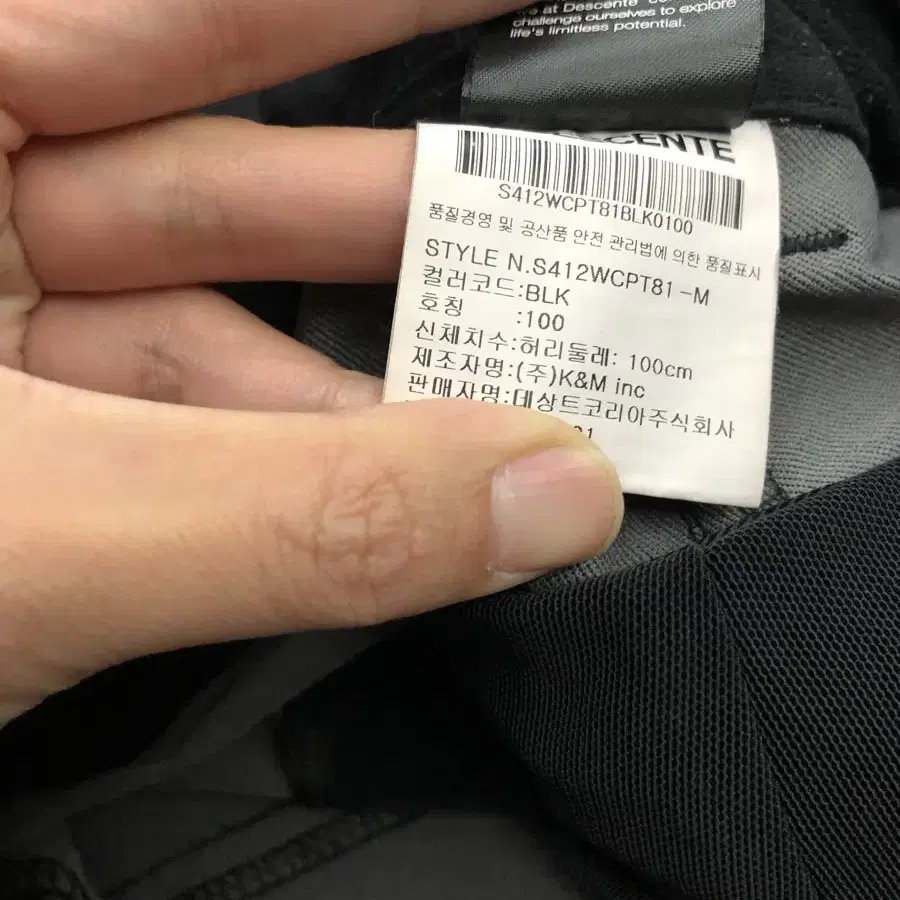 at Descente
challenge ourselves to explore
life's limitless potential.
DESCENTE
S412WCPT81BLK0100
품질경영 및 공산품 안전 관리법에 의한 품질표시
STYLE N.S412WCPT81-M
컬러코드:BLK
호칭 :100
신체치수:허리둘레: 100cm
제조자명:(주)K&M inc
판매자명:데상트코리아주식회사